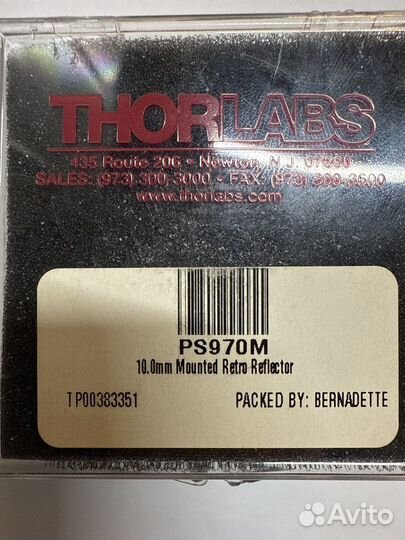 THORLABS
435 Route 206 • Newton, N.J. 07860
SALES: (973) 300-3000 • FAX: (973) 300-3600
www.thorlabs.com
PS970M
10.0mm Mounted Retro-Reflector
TP00383351 PACKED BY: BERNADETTE
Avito